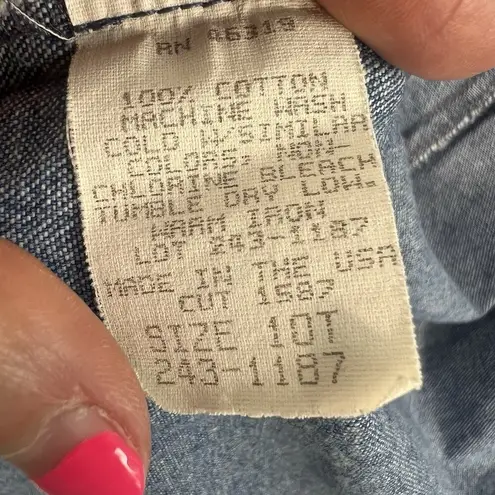 RN 46319
100% COTTON
MACHINE WASH
COLD W/SIMILAR
COLORS; NON-
CHLORINE BLEACH
TUMBLE DRY LOW.
WARM IRON
LOT 243-1187
MADE IN THE USA
CUT 1587
SIZE 10T
243-1187